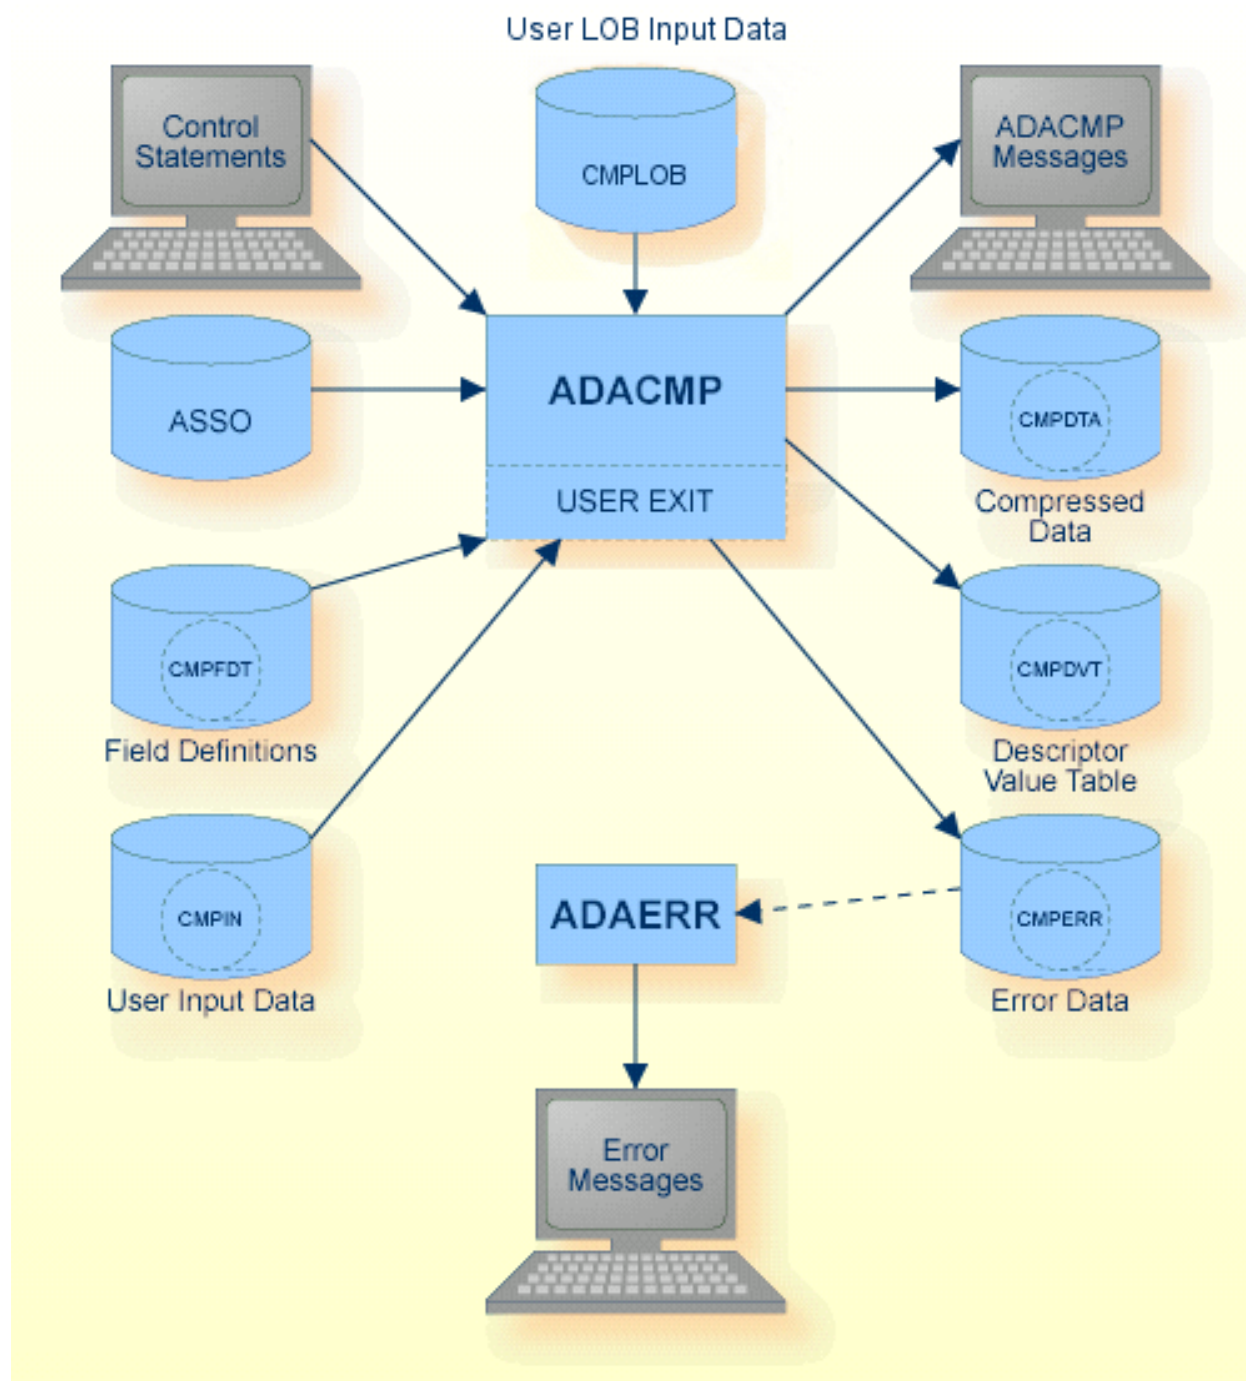 User LOB Input Data
Control
Statements
CMPLOB
ADACMP
Messages
ASSO
ADACMP
USER EXIT
CMPDTA
Compressed
Data
CMPFDT
Field Definitions
CMPDVT
Descriptor
Value Table
CMPIN
User Input Data
ADAERR
CMPERR
Error Data
Error
Messages